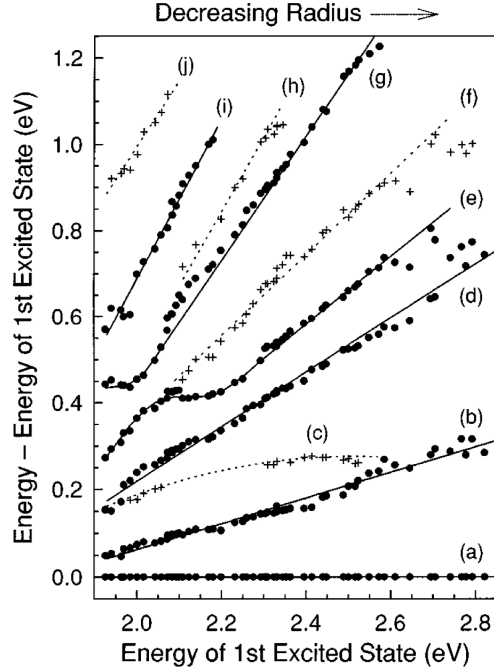 Decreasing Radius
(j)
(i)
(h)
(g)
(f)
(e)
(d)
(c)
(b)
(a)
1.2
1.0
0.8
0.6
0.4
0.2
0.0
Energy – Energy of 1st Excited State (eV)
2.0 2.2 2.4 2.6 2.8
Energy of 1st Excited State (eV)